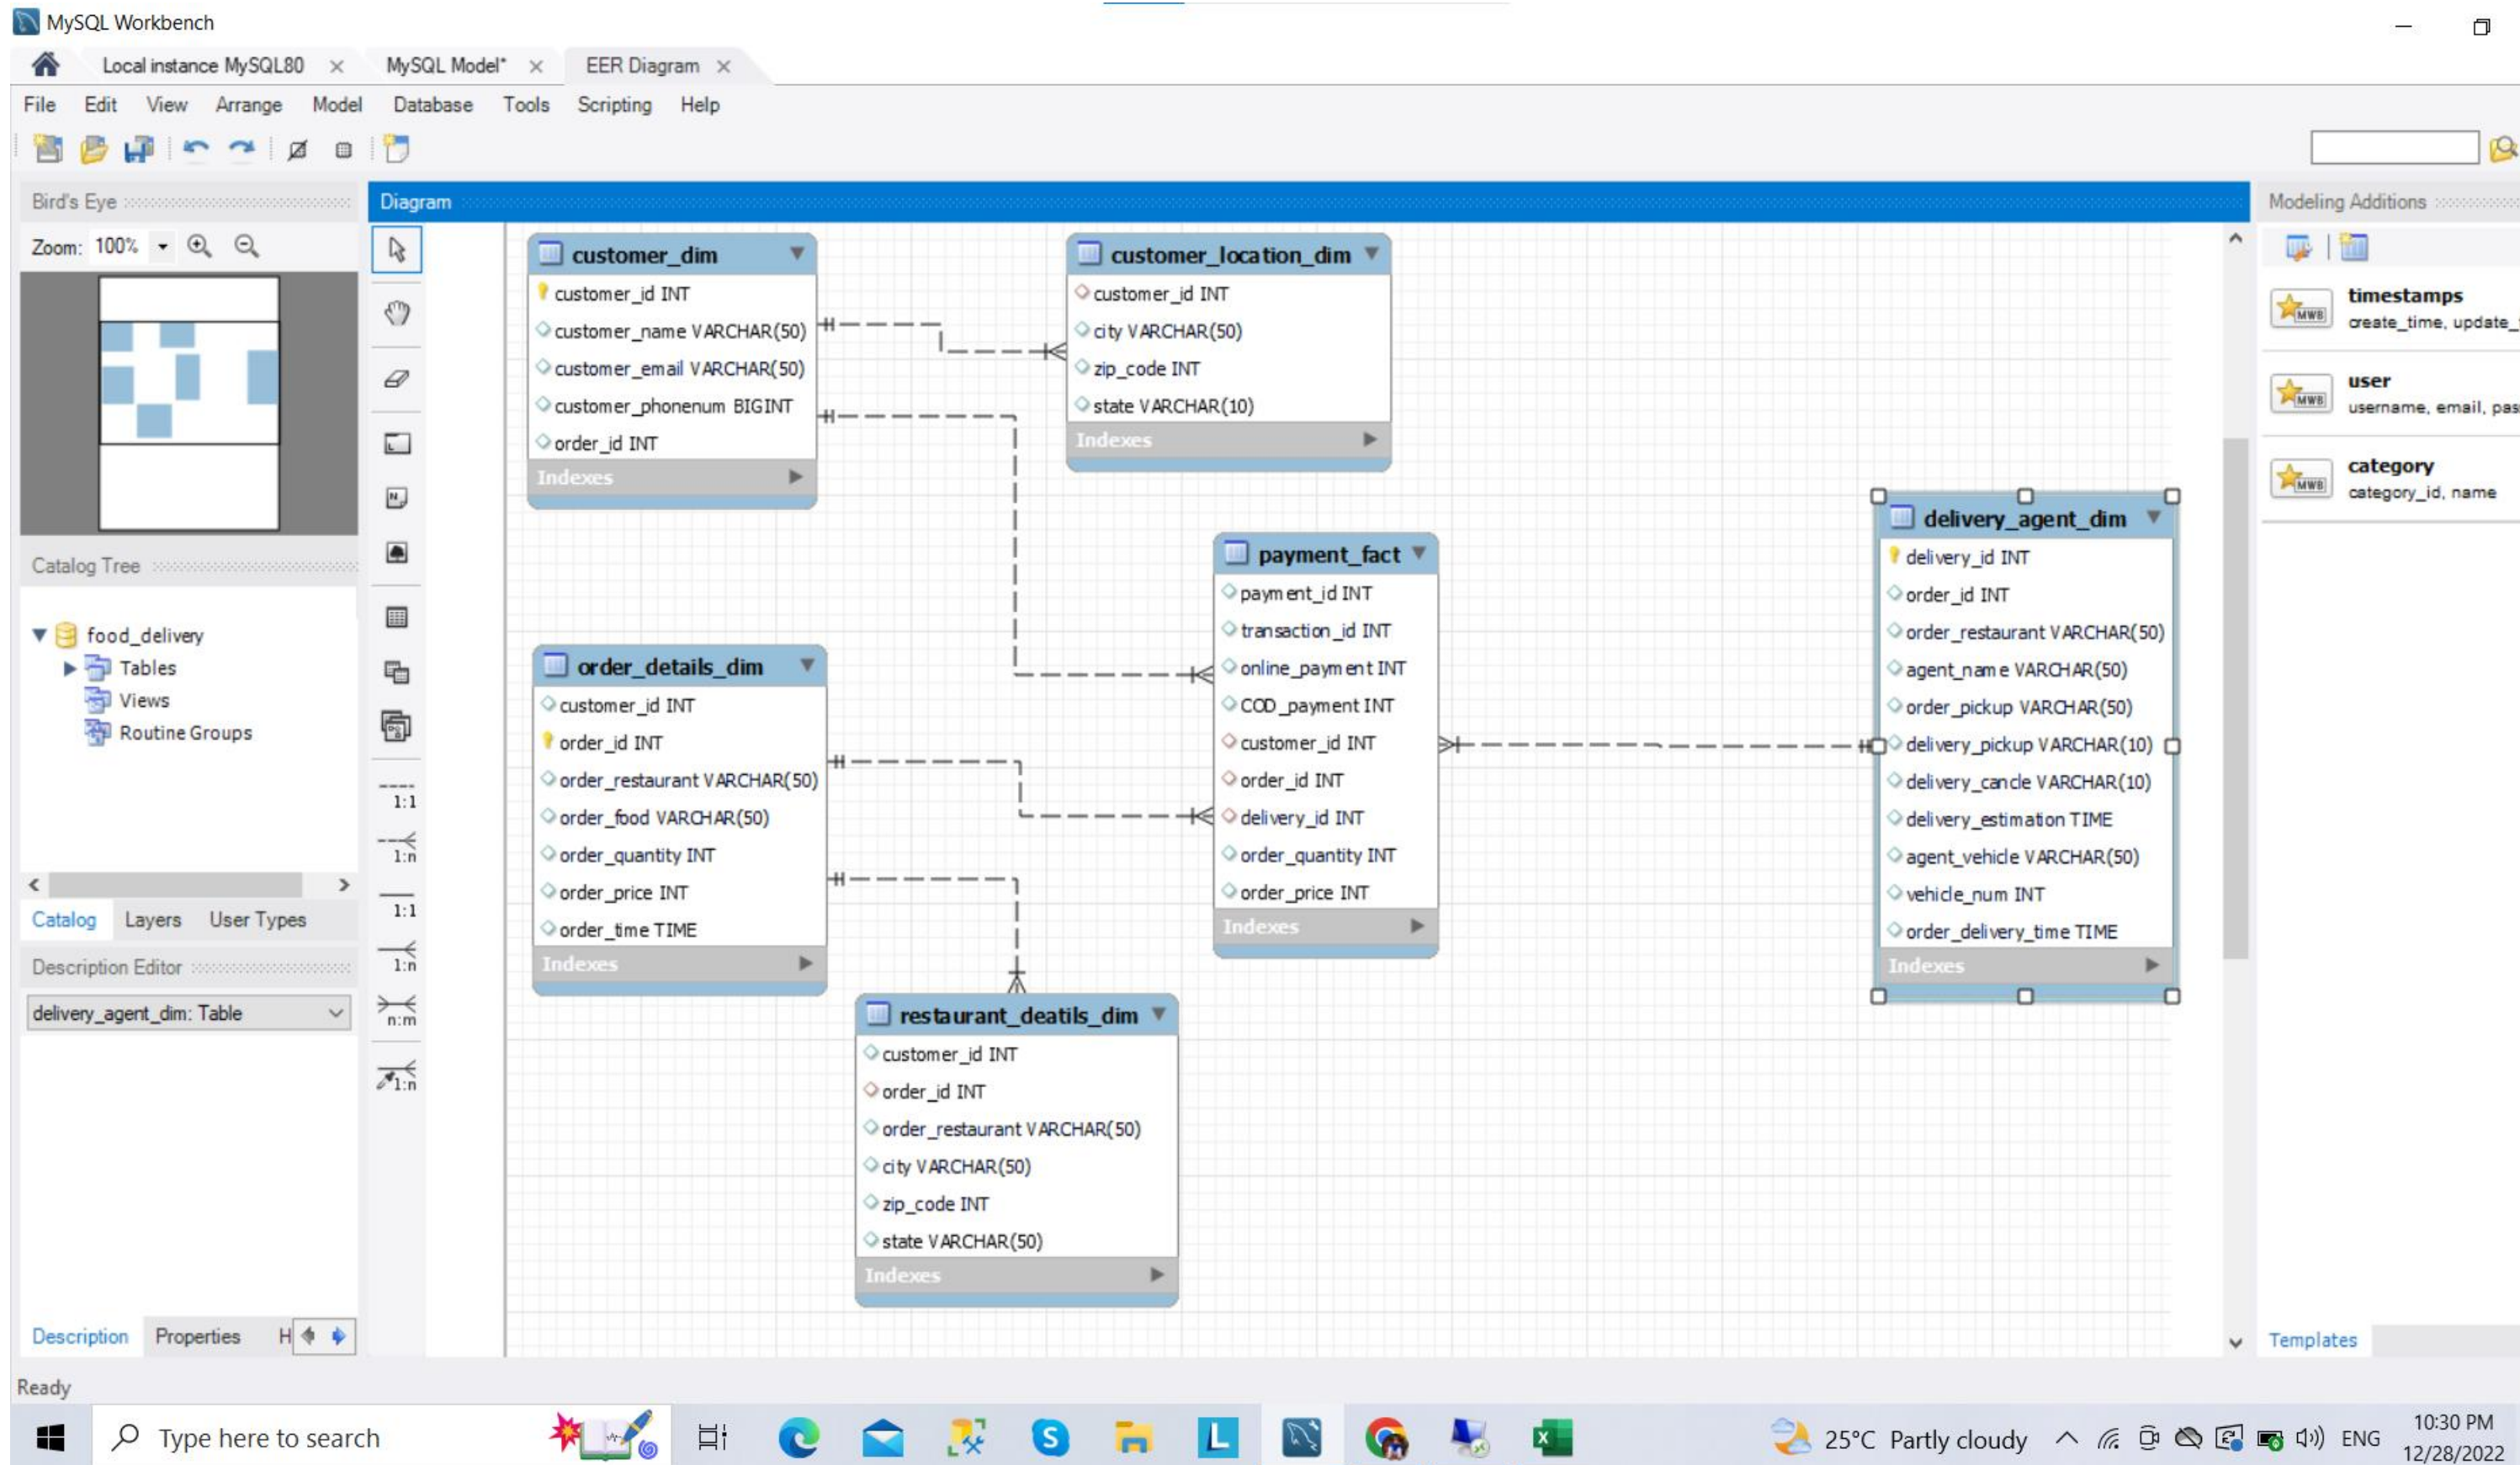 MySQL Workbench
Local instance MySQL80 ×
MySQL Model* ×
EER Diagram ×
File Edit View Arrange Model Database Tools Scripting Help
Bird's Eye
Zoom: 100%
Catalog Tree
food_delivery
Tables
Views
Routine Groups
Catalog Layers User Types
Description Editor
delivery_agent_dim: Table
Description Properties H
Ready
Diagram
1:1
1:n
1:1
1:n
n:m
1:n
customer_dim
customer_id INT
customer_name VARCHAR(50)
customer_email VARCHAR(50)
customer_phonenum BIGINT
order_id INT
Indexes
customer_location_dim
customer_id INT
city VARCHAR(50)
zip_code INT
state VARCHAR(10)
Indexes
order_details_dim
customer_id INT
order_id INT
order_restaurant VARCHAR(50)
order_food VARCHAR(50)
order_quantity INT
order_price INT
order_time TIME
Indexes
payment_fact
payment_id INT
transaction_id INT
online_payment INT
COD_payment INT
customer_id INT
order_id INT
delivery_id INT
order_quantity INT
order_price INT
Indexes
restaurant_deatils_dim
customer_id INT
order_id INT
order_restaurant VARCHAR(50)
city VARCHAR(50)
zip_code INT
state VARCHAR(50)
Indexes
delivery_agent_dim
delivery_id INT
order_id INT
order_restaurant VARCHAR(50)
agent_name VARCHAR(50)
order_pickup VARCHAR(50)
delivery_pickup VARCHAR(10)
delivery_cancle VARCHAR(10)
delivery_estimation TIME
agent_vehicle VARCHAR(50)
vehicle_num INT
order_delivery_time TIME
Indexes
Modeling Additions
MWB
timestamps
create_time, update_
MWB
user
username, email, pas
MWB
category
category_id, name
Templates
Type here to search
25°C Partly cloudy
ENG
10:30 PM
12/28/2022